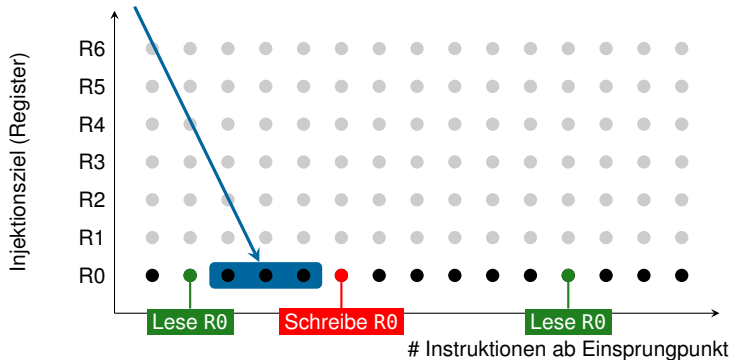 Injektionsziel (Register)
R6
R5
R4
R3
R2
R1
R0
Lese R0
Schreibe R0
Lese R0
# Instruktionen ab Einsprungpunkt